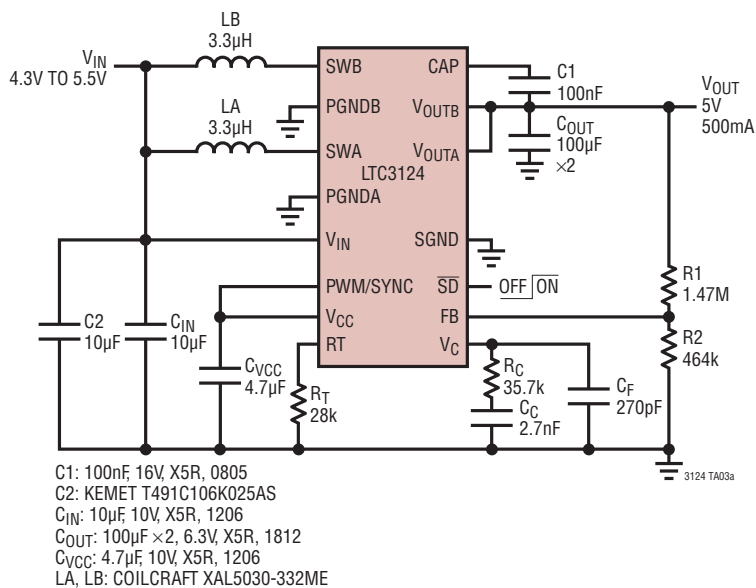 LB
3.3µH
VIN
4.3V TO 5.5V
LA
3.3µH
SWB
PGNDB
SWA
PGNDA
VIN
PWM/SYNC
VCC
RT
LTC3124
CAP
VOUTB
VOUTA
SGND
SD
FB
VC
C1
100nF
COUT
100µF
×2
VOUT
5V
500mA
OFF ON
R1
1.47M
R2
464k
C2
10µF
CIN
10µF
CVCC
4.7µF
RT
28k
RC
35.7k
CC
2.7nF
CF
270pF
3124 TA03a
C1: 100nF, 16V, X5R, 0805
C2: KEMET T491C106K025AS
CIN: 10µF, 10V, X5R, 1206
COUT: 100µF ×2, 6.3V, X5R, 1812
CVCC: 4.7µF, 10V, X5R, 1206
LA, LB: COILCRAFT XAL5030-332ME